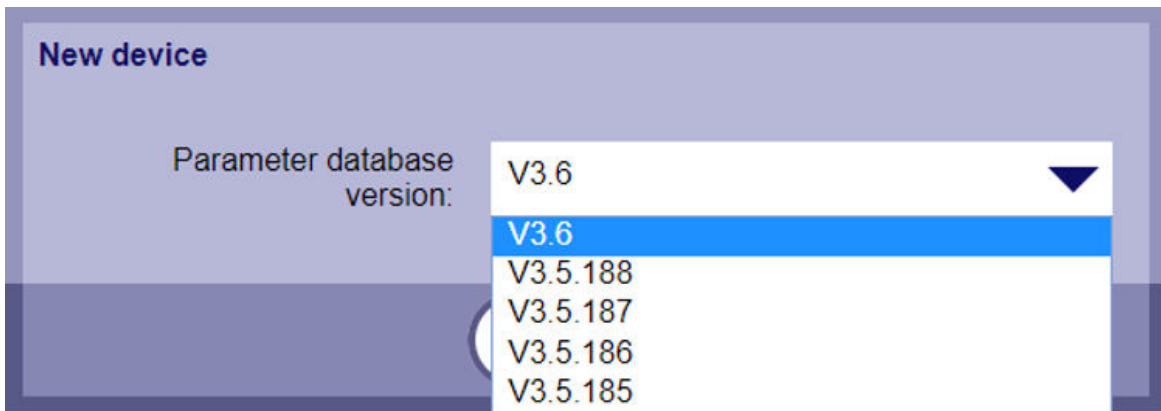 New device
Parameter database
version:
V3.6
V3.6
V3.5.188
V3.5.187
V3.5.186
V3.5.185